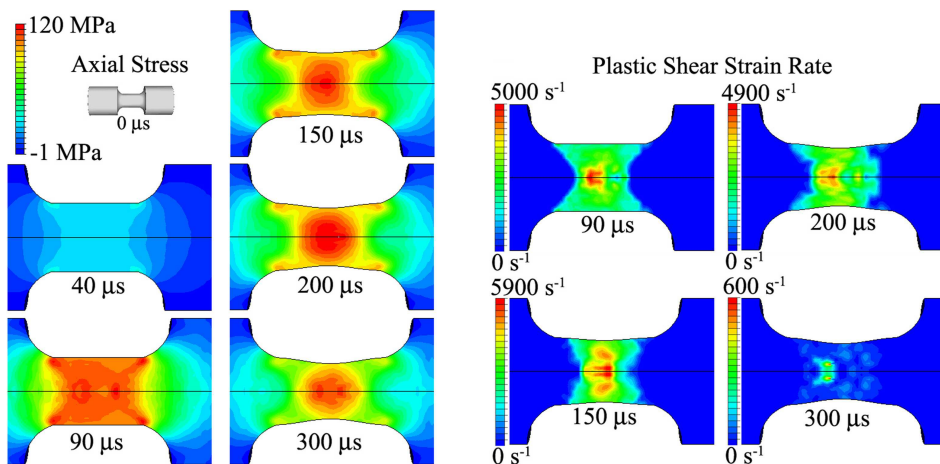 120 MPa
Axial Stress
0 μs
-1 MPa
150 μs
40 μs
200 μs
90 μs
300 μs
Plastic Shear Strain Rate
5000 s⁻¹
4900 s⁻¹
90 μs
200 μs
0 s⁻¹
0 s⁻¹
5900 s⁻¹
600 s⁻¹
150 μs
300 μs
0 s⁻¹
0 s⁻¹